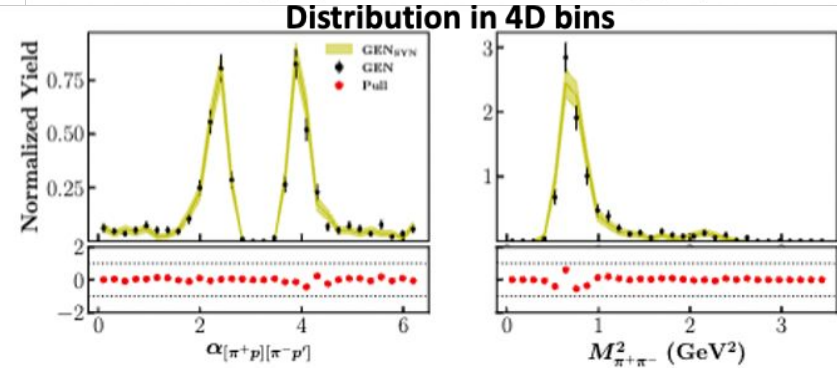 Distribution in 4D bins
Normalized Yield
0.75
0.50
0.25
2
0
−2
0 2 4 6
α[π⁺p][π⁻p′]
GEN_SYN
GEN
Pull
3
2
1
0 1 2 3
M²_π⁺π⁻ (GeV²)